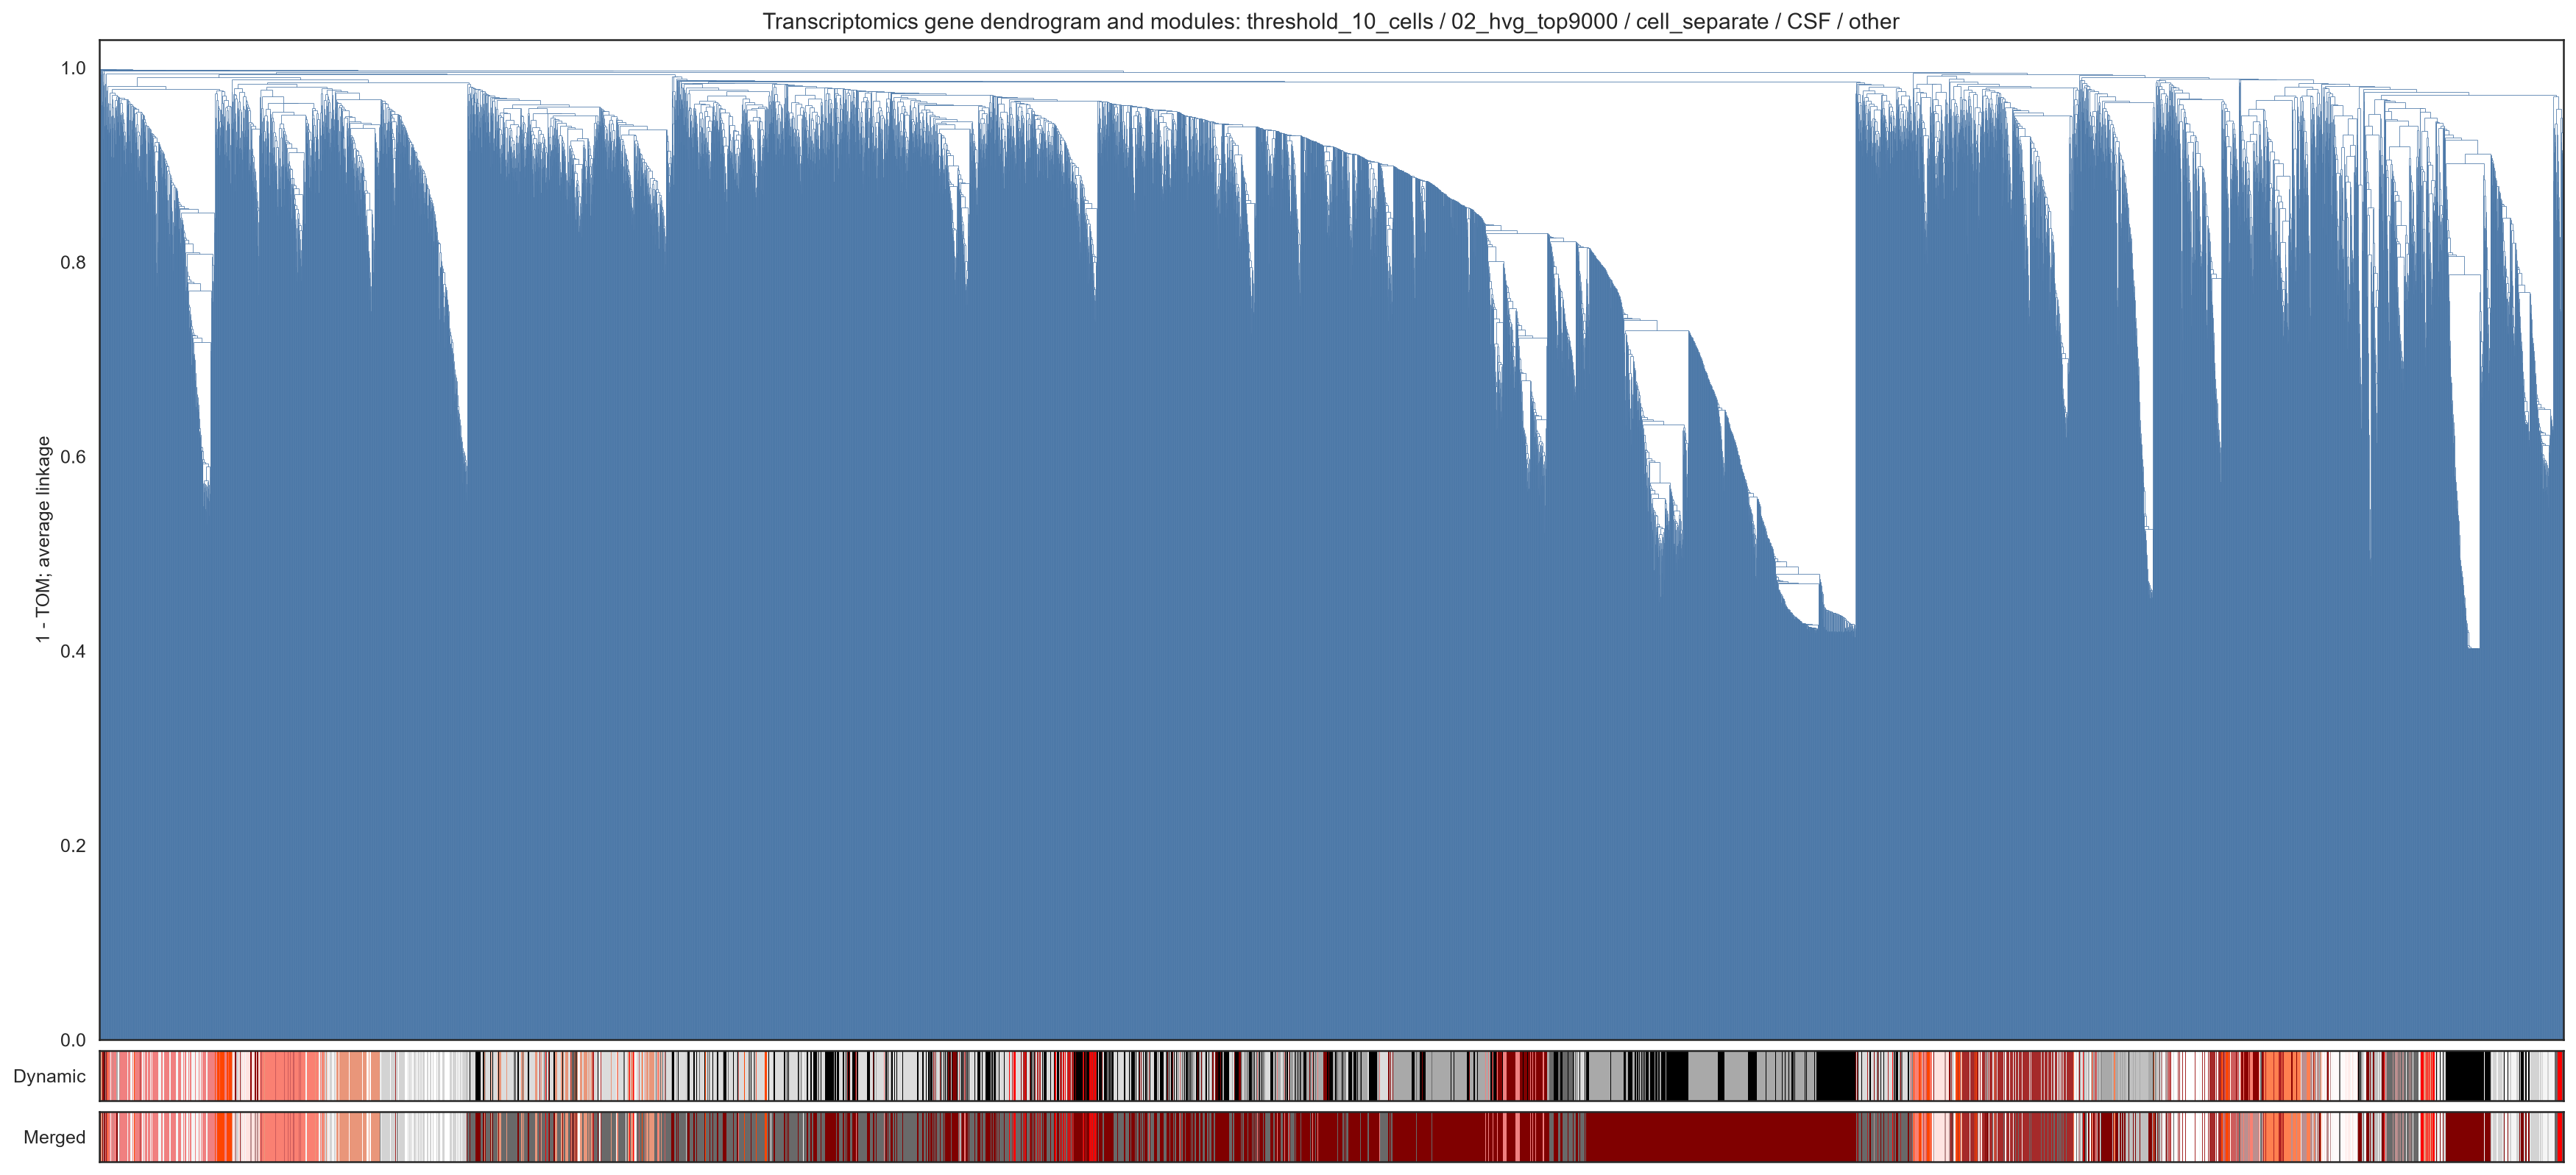 Transcriptomics gene dendrogram and modules: threshold_10_cells / 02_hvg_top9000 / cell_separate / CSF / other
1.0
0.8
0.6
0.4
0.2
0.0
1 - TOM; average linkage
Dynamic
Merged